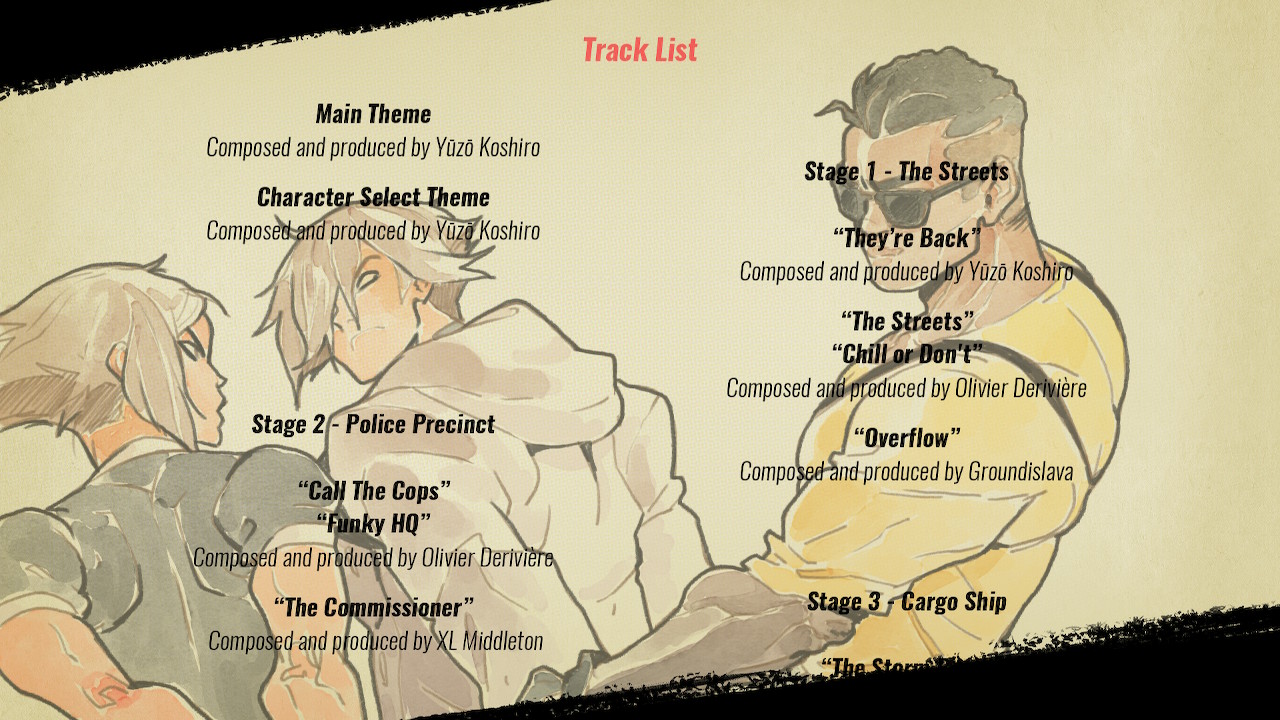 Track List
Main Theme
Composed and produced by Yūzō Koshiro
Character Select Theme
Composed and produced by Yūzō Koshiro
Stage 1 - The Streets
“They’re Back”
Composed and produced by Yūzō Koshiro
“The Streets”
“Chill or Don't”
Composed and produced by Olivier Derivière
“Overflow”
Composed and produced by Groundislava
Stage 2 - Police Precinct
“Call The Cops”
“Funky HQ”
Composed and produced by Olivier Derivière
“The Commissioner”
Composed and produced by XL Middleton
Stage 3 - Cargo Ship
“The Storm”